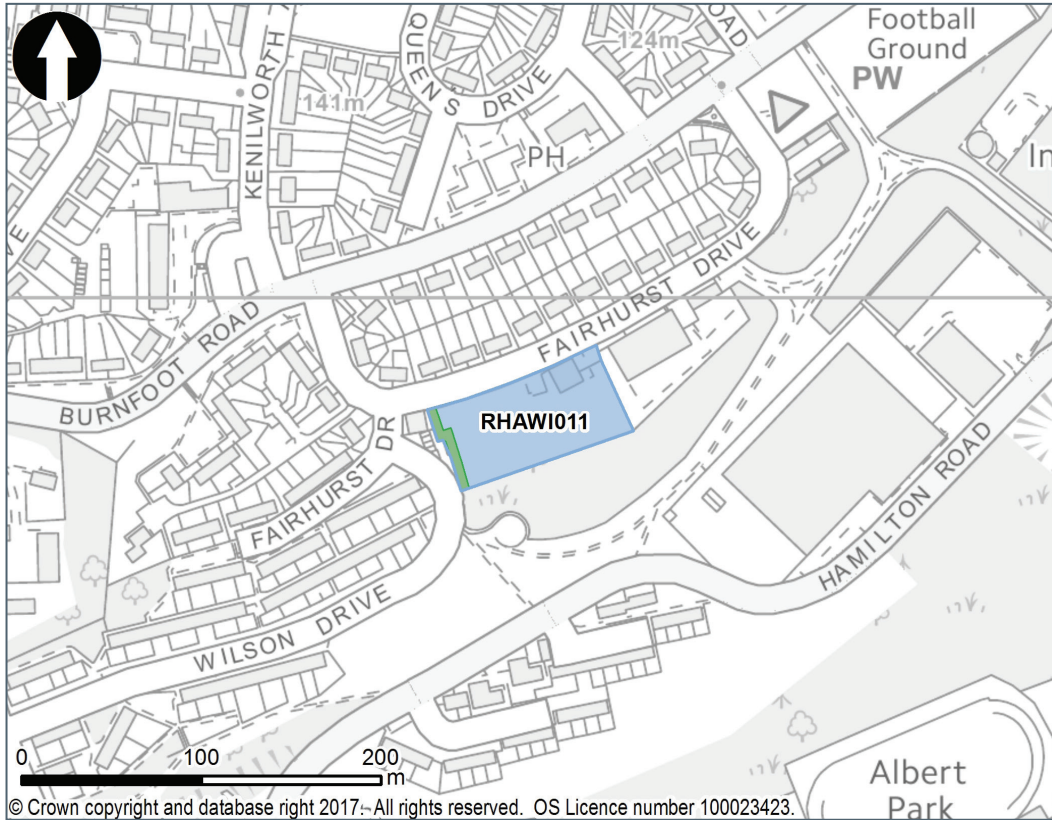 Football
Ground
PW
ROAD
124m
QUEEN'S DRIVE
141m
KENILWORTH
PH
In
VE
FAIRHURST DRIVE
BURNFOOT ROAD
RHAWI011
FAIRHURST DR
HAMILTON ROAD
WILSON DRIVE
0 100 200
m
Albert
Park
© Crown copyright and database right 2017. All rights reserved. OS Licence number 100023423.